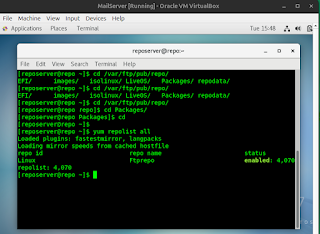 MailServer [Running] - Oracle VM VirtualBox
File Machine View Input Devices Help
Applications Places Terminal Tue 15:48
reposerver@repo:~
File Edit View Search Terminal Help
[reposerver@repo ~]$ cd /var/ftp/pub/repo/
EFI/ images/ isolinux/ LiveOS/ Packages/ repodata/
[reposerver@repo ~]$ cd /var/ftp/pub/repo/
EFI/ images/ isolinux/ LiveOS/ Packages/ repodata/
[reposerver@repo ~]$ cd /var/ftp/pub/repo/
[reposerver@repo repo]$ cd Packages/
[reposerver@repo Packages]$ cd
[reposerver@repo ~]$
[reposerver@repo ~]$ yum repolist all
Loaded plugins: fastestmirror, langpacks
Loading mirror speeds from cached hostfile
repo id repo name status
Linux ftprepo enabled: 4,070
repolist: 4,070
[reposerver@repo ~]$